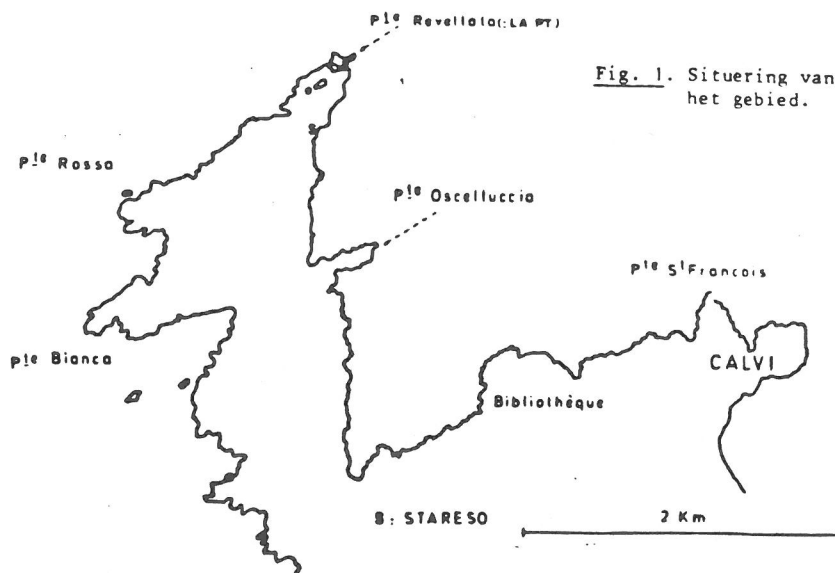 Pte Revellata(:LA PT)
Fig. 1. Situering van
het gebied.
Pte Rossa
Pte Oscelluccia
Pte St Francois
CALVI
Pte Bianca
Bibliothèque
S: STARESO
2 Km